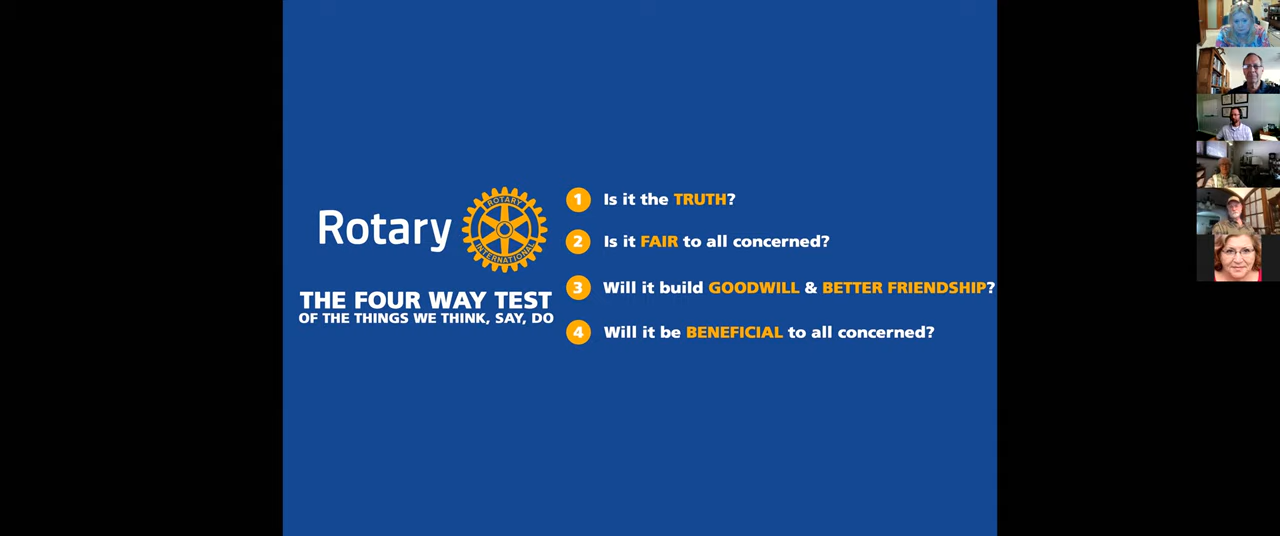 Rotary
ROTARY
INTERNATIONAL
THE FOUR WAY TEST
OF THE THINGS WE THINK, SAY, DO
1 Is it the TRUTH?
2 Is it FAIR to all concerned?
3 Will it build GOODWILL & BETTER FRIENDSHIP?
4 Will it be BENEFICIAL to all concerned?